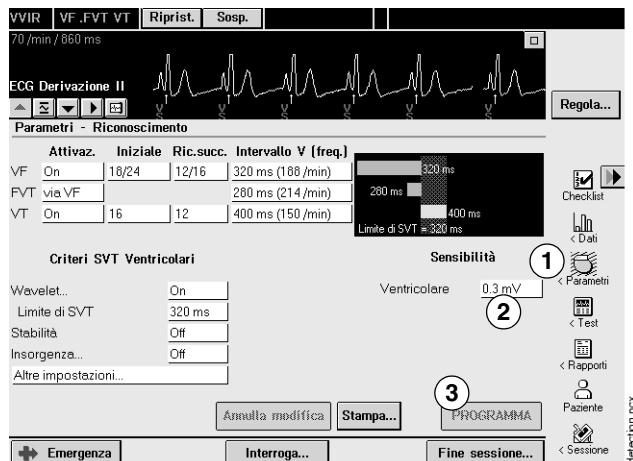 VVIR VF .FVT VT Riprist. Sosp.
70 /min / 860 ms
ECG Derivazione II
V S V S V S V S V S V S
Regola...
Parametri - Riconoscimento
Attivaz. Iniziale Ric.succ. Intervallo V (freq.)
VF On 18/24 12/16 320 ms (188 /min)
FVT via VF 280 ms (214 /min)
VT On 16 12 400 ms (150 /min)
320 ms
280 ms
400 ms
Limite di SVT = 320 ms
Checklist
< Dati
1
< Parametri
< Test
< Rapporti
Paziente
< Sessione
Criteri SVT Ventricolari
Sensibilità
Wavelet... On
Ventricolare 0.3 mV
2
Limite di SVT 320 ms
Stabilità Off
Insorgenza... Off
Altre impostazioni...
3
Annulla modifica Stampa... PROGRAMMA
Emergenza Interroga... Fine sessione...
detection.pcx